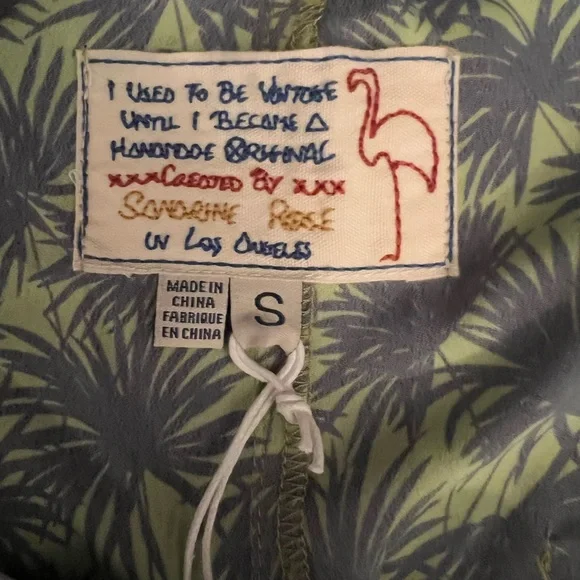 I USED TO BE VINTAGE
UNTIL I BECAME A
HANDMADE ORIGINAL
xxxCREATED BY xxx
SANDRINE ROSE
IN LOS ANGELES
MADE IN
CHINA
FABRIQUE
EN CHINA
S